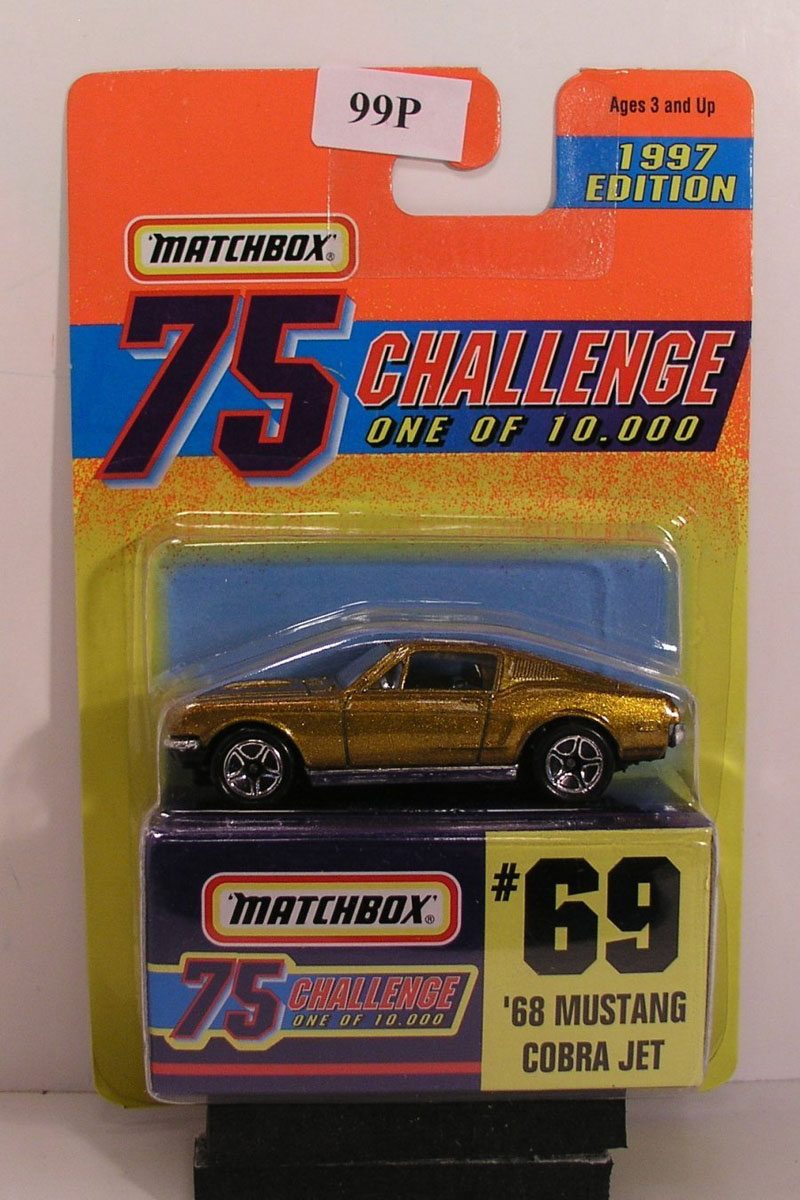 99P
Ages 3 and Up
1997
EDITION
'MATCHBOX'®
75 CHALLENGE
ONE OF 10.000
'MATCHBOX'®
75 CHALLENGE
ONE OF 10.000
#69
'68 MUSTANG
COBRA JET